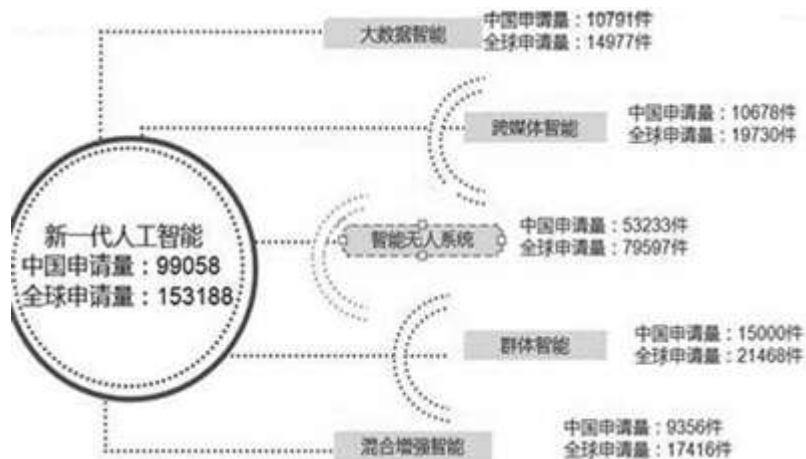 大数据智能
中国申请量：10791件
全球申请量：14977件
跨媒体智能
中国申请量：10678件
全球申请量：19730件
新一代人工智能
中国申请量：99058
全球申请量：153188
智能无人系统
中国申请量：53233件
全球申请量：79597件
群体智能
中国申请量：15000件
全球申请量：21468件
混合增强智能
中国申请量：9356件
全球申请量：17416件